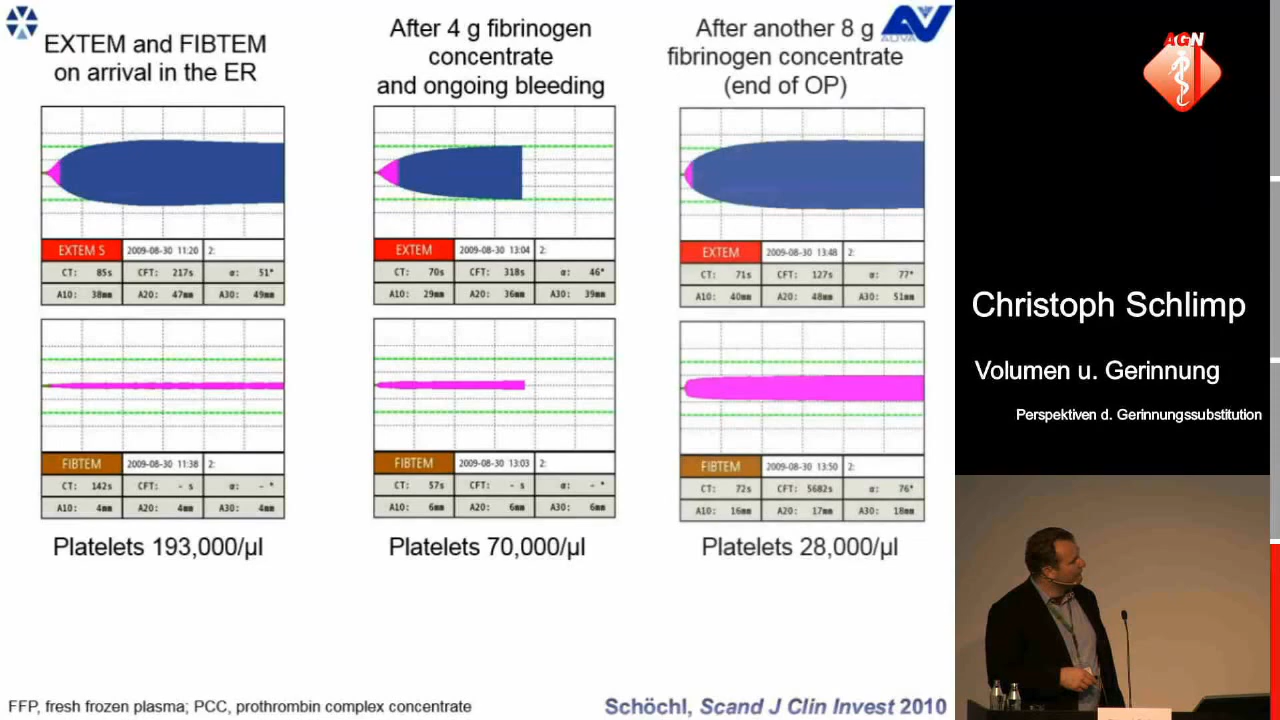 EXTEM and FIBTEM
on arrival in the ER
After 4 g fibrinogen
concentrate
and ongoing bleeding
After another 8 g
fibrinogen concentrate
(end of OP)
AUVA
AGN
EXTEM S 2009-08-30 11:20 2:
CT: 85s CFT: 217s α: 51°
A10: 38mm A20: 47mm A30: 49mm
EXTEM 2009-08-30 13:04 2:
CT: 70s CFT: 318s α: 46°
A10: 29mm A20: 36mm A30: 39mm
EXTEM 2009-08-30 13:48 2:
CT: 71s CFT: 127s α: 77°
A10: 40mm A20: 48mm A30: 51mm
FIBTEM 2009-08-30 11:38 2:
CT: 142s CFT: - s α: - °
A10: 4mm A20: 4mm A30: 4mm
FIBTEM 2009-08-30 13:03 2:
CT: 57s CFT: - s α: - °
A10: 6mm A20: 6mm A30: 6mm
FIBTEM 2009-08-30 13:50 2:
CT: 72s CFT: 5682s α: 76°
A10: 16mm A20: 17mm A30: 18mm
Platelets 193,000/µl
Platelets 70,000/µl
Platelets 28,000/µl
FFP, fresh frozen plasma; PCC, prothrombin complex concentrate
Schöchl, Scand J Clin Invest 2010
Christoph Schlimp
Volumen u. Gerinnung
Perspektiven d. Gerinnungssubstitution